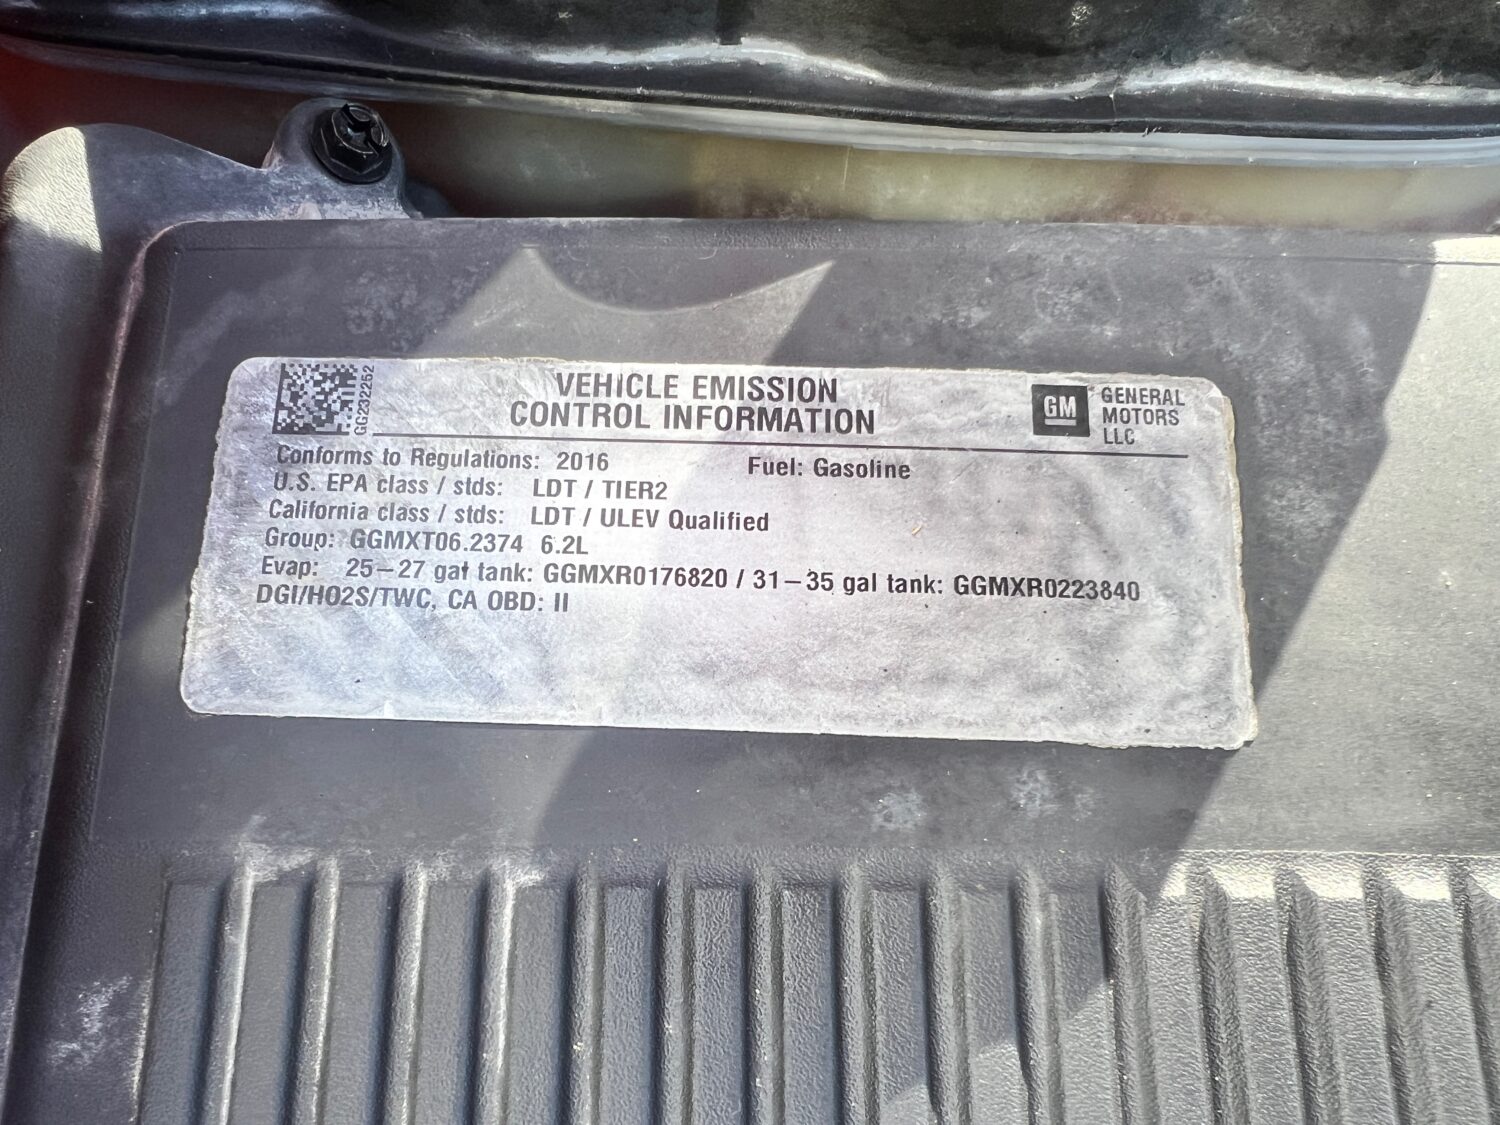 GG232252
VEHICLE EMISSION
CONTROL INFORMATION
GM
GENERAL
MOTORS
LLC
Conforms to Regulations: 2016 Fuel: Gasoline
U.S. EPA class / stds: LDT / TIER2
California class / stds: LDT / ULEV Qualified
Group: GGMXT06.2374 6.2L
Evap: 25-27 gal tank: GGMXR0176820 / 31-35 gal tank: GGMXR0223840
DGI/HO2S/TWC, CA OBD: II